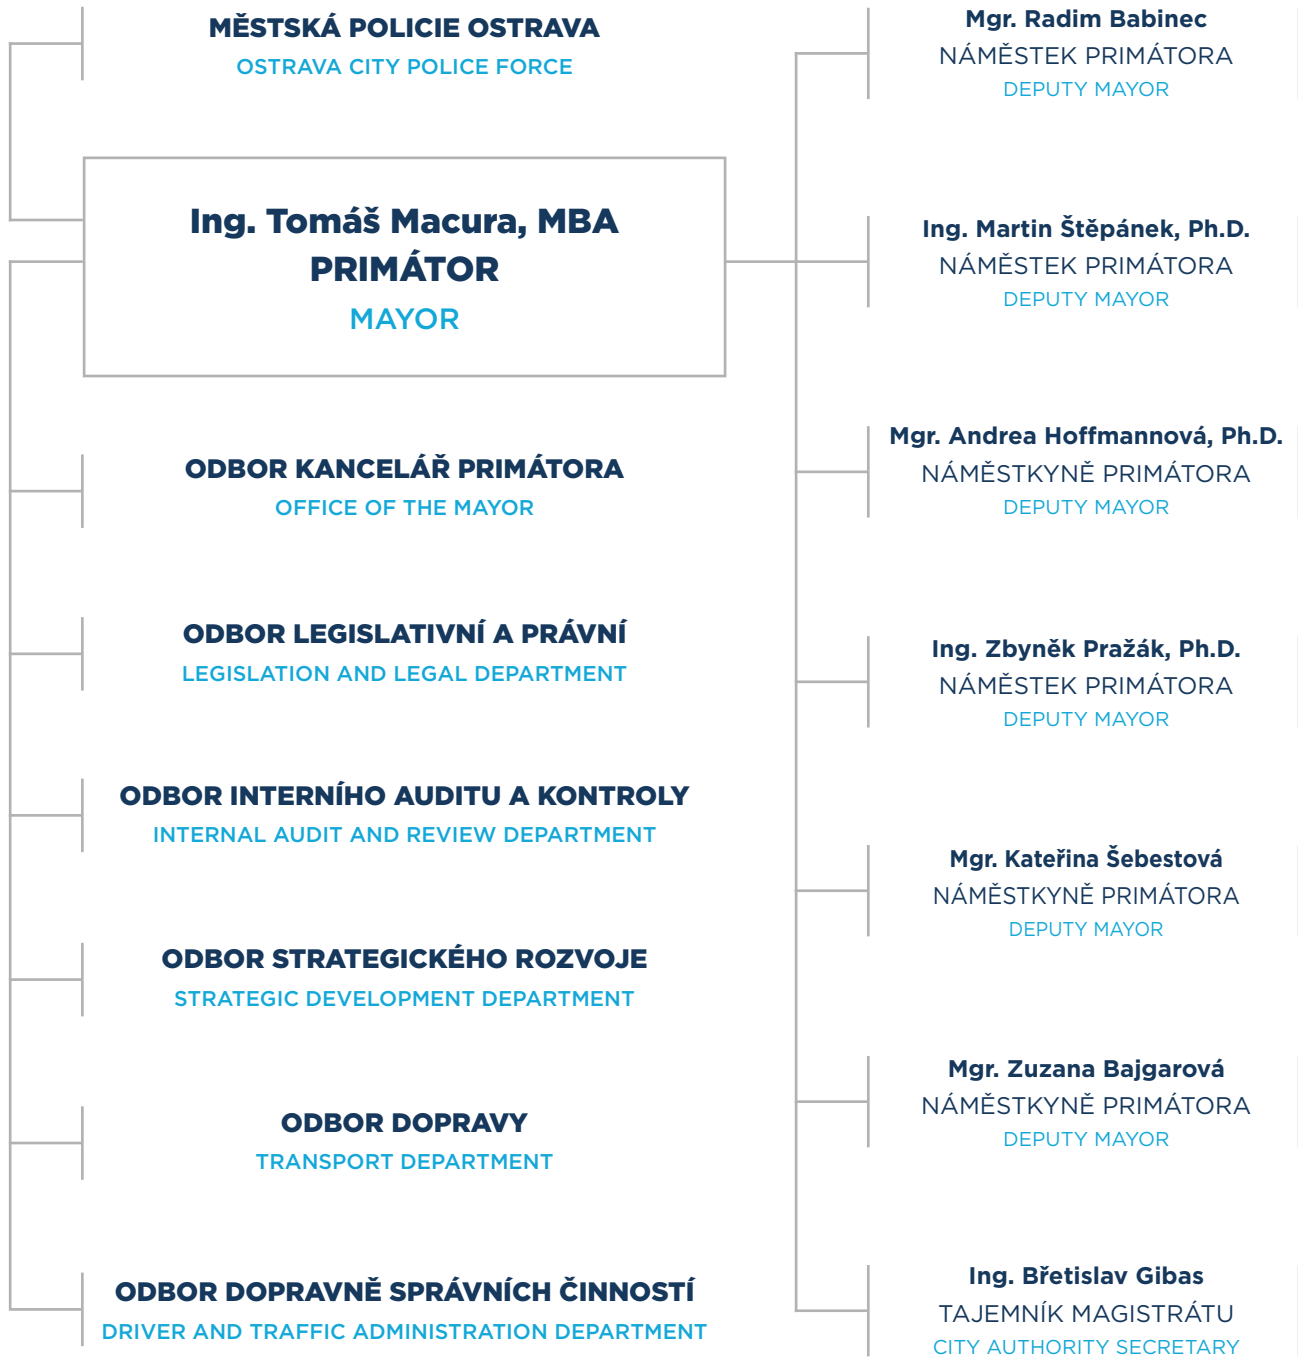 MĚSTSKÁ POLICIE OSTRAVA
OSTRAVA CITY POLICE FORCE
Ing. Tomáš Macura, MBA
PRIMÁTOR
MAYOR
ODBOR KANCELÁŘ PRIMÁTORA
OFFICE OF THE MAYOR
ODBOR LEGISLATIVNÍ A PRÁVNÍ
LEGISLATION AND LEGAL DEPARTMENT
ODBOR INTERNÍHO AUDITU A KONTROLY
INTERNAL AUDIT AND REVIEW DEPARTMENT
ODBOR STRATEGICKÉHO ROZVOJE
STRATEGIC DEVELOPMENT DEPARTMENT
ODBOR DOPRAVY
TRANSPORT DEPARTMENT
ODBOR DOPRAVNĚ SPRÁVNÍCH ČINNOSTÍ
DRIVER AND TRAFFIC ADMINISTRATION DEPARTMENT
Mgr. Radim Babinec
NÁMĚSTEK PRIMÁTORA
DEPUTY MAYOR
Ing. Martin Štěpánek, Ph.D.
NÁMĚSTEK PRIMÁTORA
DEPUTY MAYOR
Mgr. Andrea Hoffmannová, Ph.D.
NÁMĚSTKYNĚ PRIMÁTORA
DEPUTY MAYOR
Ing. Zbyněk Pražák, Ph.D.
NÁMĚSTEK PRIMÁTORA
DEPUTY MAYOR
Mgr. Kateřina Šebestová
NÁMĚSTKYNĚ PRIMÁTORA
DEPUTY MAYOR
Mgr. Zuzana Bajgarová
NÁMĚSTKYNĚ PRIMÁTORA
DEPUTY MAYOR
Ing. Břetislav Gibas
TAJEMNÍK MAGISTRÁTU
CITY AUTHORITY SECRETARY